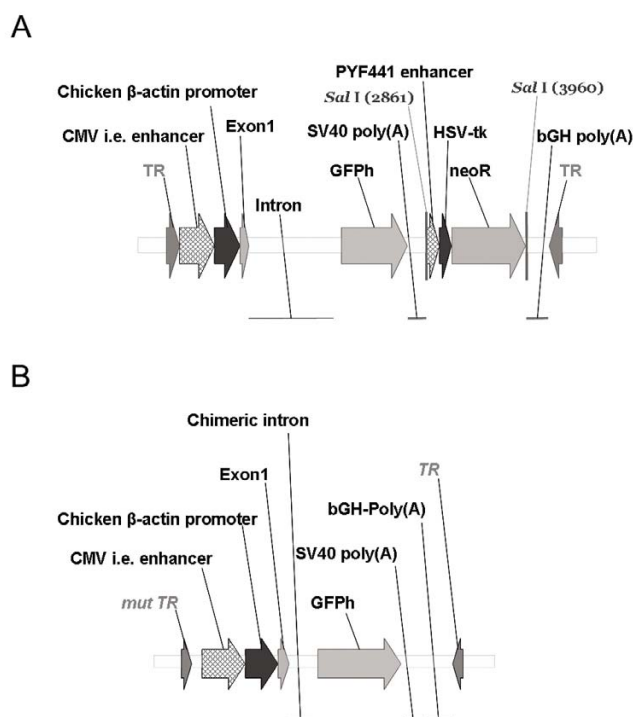 A
PYF441 enhancer
Chicken β-actin promoter
Sal I (2861)
Sal I (3960)
CMV i.e. enhancer
Exon1
SV40 poly(A)
HSV-tk
bGH poly(A)
TR
GFPh
neoR
TR
Intron
B
Chimeric intron
Exon1
TR
Chicken β-actin promoter
bGH-Poly(A)
CMV i.e. enhancer
SV40 poly(A)
mut TR
GFPh